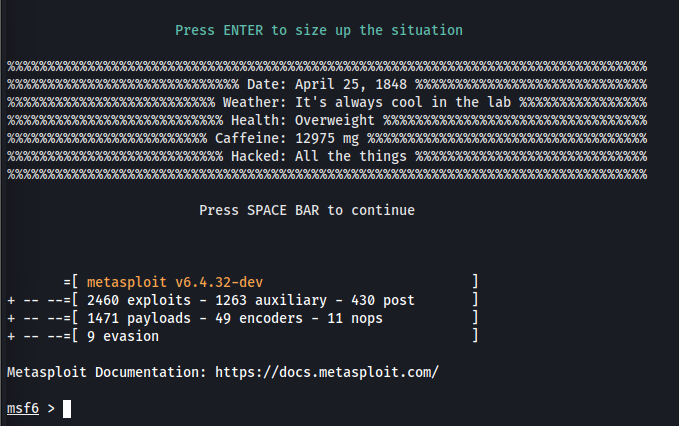 Press ENTER to size up the situation
%%%%%%%%%%%%%%%%%%%%%%%%%%%%%%%%%%%%%%%%%%%%%%%%%%%%%%%%%%%%%%%%%%%%%%%%%%%%%%%%%%
%%%%%%%%%%%%%%%%%%%%%%%%%%%%% Date: April 25, 1848 %%%%%%%%%%%%%%%%%%%%%%%%%%%%%
%%%%%%%%%%%%%%%%%%%%%%%%%% Weather: It's always cool in the lab %%%%%%%%%%%%%%%%
%%%%%%%%%%%%%%%%%%%%%%%%%%% Health: Overweight %%%%%%%%%%%%%%%%%%%%%%%%%%%%%%%%%
%%%%%%%%%%%%%%%%%%%%%%%%% Caffeine: 12975 mg %%%%%%%%%%%%%%%%%%%%%%%%%%%%%%%%%%%
%%%%%%%%%%%%%%%%%%%%%%%%%%% Hacked: All the things %%%%%%%%%%%%%%%%%%%%%%%%%%%%%
%%%%%%%%%%%%%%%%%%%%%%%%%%%%%%%%%%%%%%%%%%%%%%%%%%%%%%%%%%%%%%%%%%%%%%%%%%%%%%%%%%
Press SPACE BAR to continue
=[ metasploit v6.4.32-dev ]
+ -- --=[ 2460 exploits - 1263 auxiliary - 430 post ]
+ -- --=[ 1471 payloads - 49 encoders - 11 nops ]
+ -- --=[ 9 evasion ]
Metasploit Documentation: https://docs.metasploit.com/
msf6 >